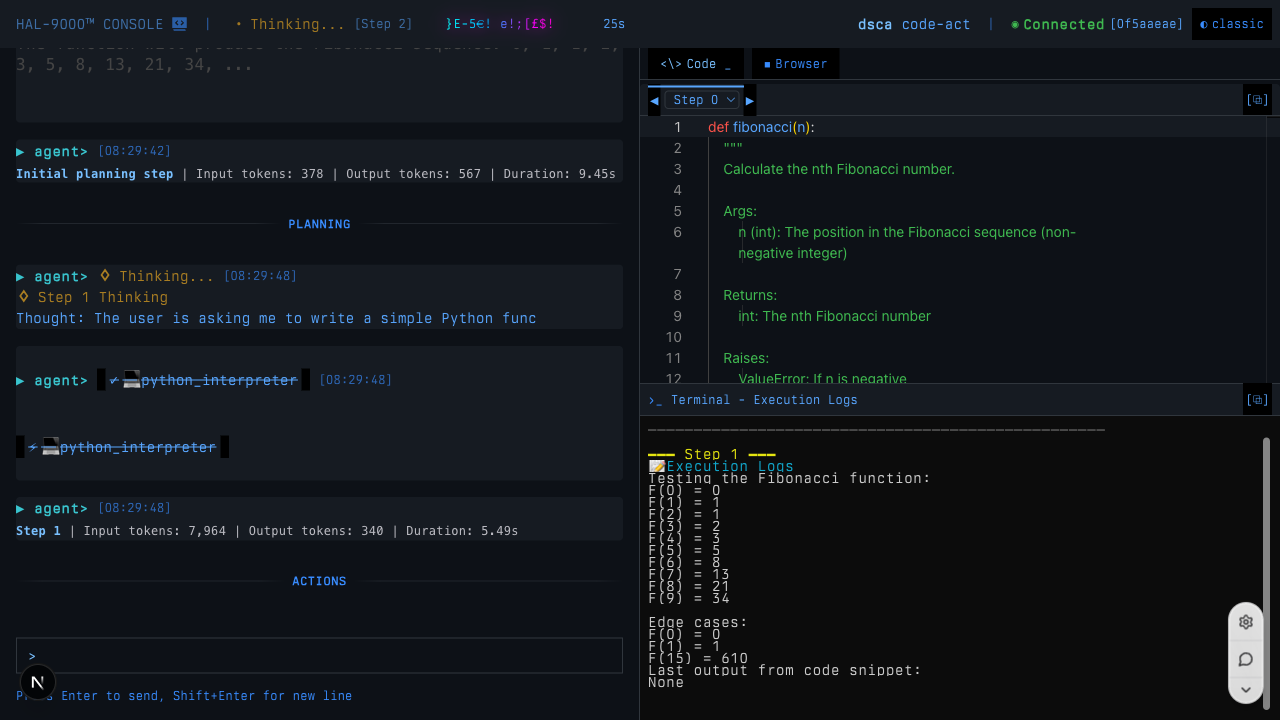 HAL-9000™ CONSOLE | • Thinking... [Step 2] }E-5€! e!;[£$! 25s dsca code-act | Connected [0f5aaeae] classic
3, 5, 8, 13, 21, 34, ...
▶ agent> [08:29:42]
Initial planning step | Input tokens: 378 | Output tokens: 567 | Duration: 9.45s
PLANNING
▶ agent> ◊ Thinking... [08:29:48]
◊ Step 1 Thinking
Thought: The user is asking me to write a simple Python func
▶ agent> ✓ python_interpreter [08:29:48]
python_interpreter
▶ agent> [08:29:48]
Step 1 | Input tokens: 7,964 | Output tokens: 340 | Duration: 5.49s
ACTIONS
>
N
Press Enter to send, Shift+Enter for new line
<\> Code _ ■ Browser
◀ Step 0 ▶
1 def fibonacci(n):
2 """
3 Calculate the nth Fibonacci number.
4
5 Args:
6 n (int): The position in the Fibonacci sequence (non-
negative integer)
7
8 Returns:
9 int: The nth Fibonacci number
10
11 Raises:
12 ValueError: If n is negative
›_ Terminal - Execution Logs
━━━ Step 1 ━━━
📝Execution Logs
Testing the Fibonacci function:
F(0) = 0
F(1) = 1
F(2) = 1
F(3) = 2
F(4) = 3
F(5) = 5
F(6) = 8
F(7) = 13
F(8) = 21
F(9) = 34
Edge cases:
F(0) = 0
F(1) = 1
F(15) = 610
Last output from code snippet:
None